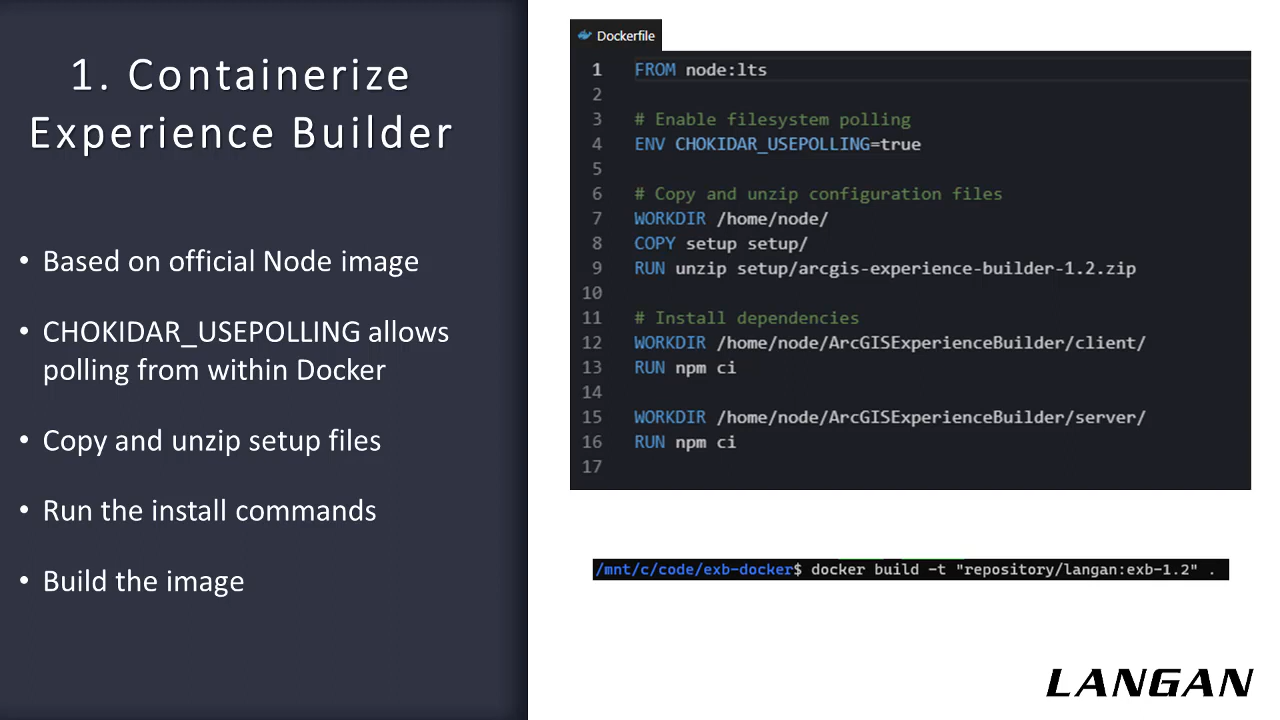 1. Containerize
Experience Builder
• Based on official Node image
• CHOKIDAR_USEPOLLING allows
polling from within Docker
• Copy and unzip setup files
• Run the install commands
• Build the image
Dockerfile
1 FROM node:lts
2
3 # Enable filesystem polling
4 ENV CHOKIDAR_USEPOLLING=true
5
6 # Copy and unzip configuration files
7 WORKDIR /home/node/
8 COPY setup setup/
9 RUN unzip setup/arcgis-experience-builder-1.2.zip
10
11 # Install dependencies
12 WORKDIR /home/node/ArcGISExperienceBuilder/client/
13 RUN npm ci
14
15 WORKDIR /home/node/ArcGISExperienceBuilder/server/
16 RUN npm ci
17
/mnt/c/code/exb-docker$ docker build -t "repository/langan:exb-1.2" .
LANGAN